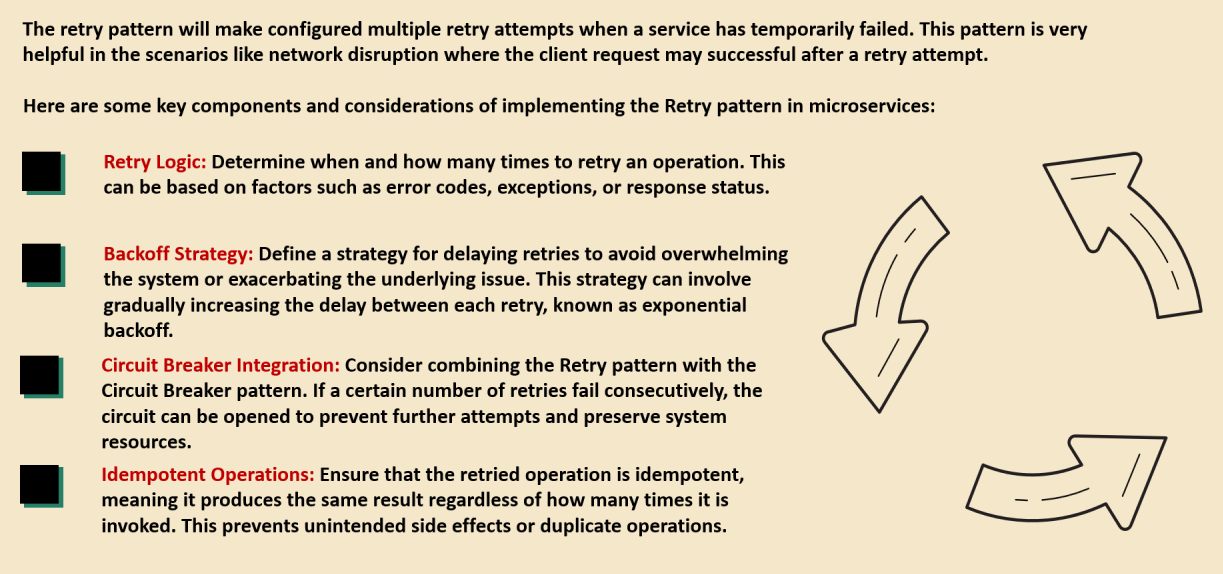 The retry pattern will make configured multiple retry attempts when a service has temporarily failed. This pattern is very
helpful in the scenarios like network disruption where the client request may successful after a retry attempt.
Here are some key components and considerations of implementing the Retry pattern in microservices:
Retry Logic: Determine when and how many times to retry an operation. This
can be based on factors such as error codes, exceptions, or response status.
Backoff Strategy: Define a strategy for delaying retries to avoid overwhelming
the system or exacerbating the underlying issue. This strategy can involve
gradually increasing the delay between each retry, known as exponential
backoff.
Circuit Breaker Integration: Consider combining the Retry pattern with the
Circuit Breaker pattern. If a certain number of retries fail consecutively, the
circuit can be opened to prevent further attempts and preserve system
resources.
Idempotent Operations: Ensure that the retried operation is idempotent,
meaning it produces the same result regardless of how many times it is
invoked. This prevents unintended side effects or duplicate operations.